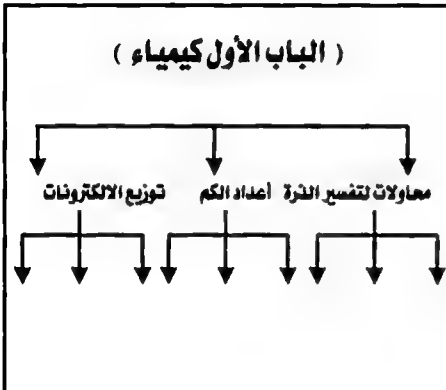 ( الباب الأول كيمياء )
محاولات لتفسير الذرة أعداد الكم توزيع الالكترونات